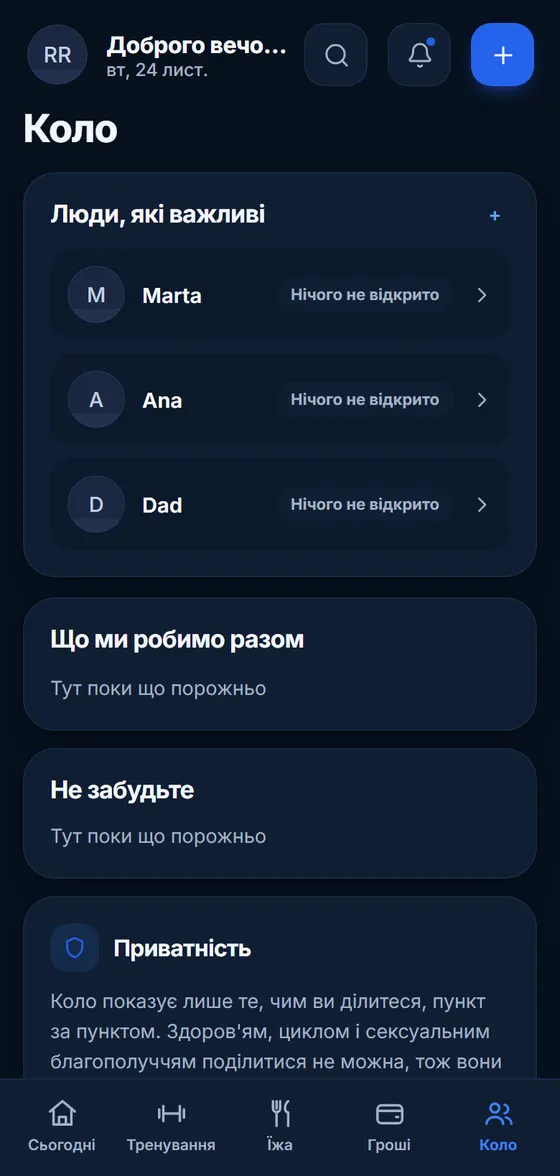 RR
Доброго вечо...
вт, 24 лист.
Коло
Люди, які важливі
+
M
Marta
Нічого не відкрито
A
Ana
Нічого не відкрито
D
Dad
Нічого не відкрито
Що ми робимо разом
Тут поки що порожньо
Не забудьте
Тут поки що порожньо
Приватність
Коло показує лише те, чим ви ділитеся, пункт
за пунктом. Здоров'ям, циклом і сексуальним
благополуччям поділитися не можна, тож вони
Сьогодні
Тренування
Їжа
Гроші
Коло